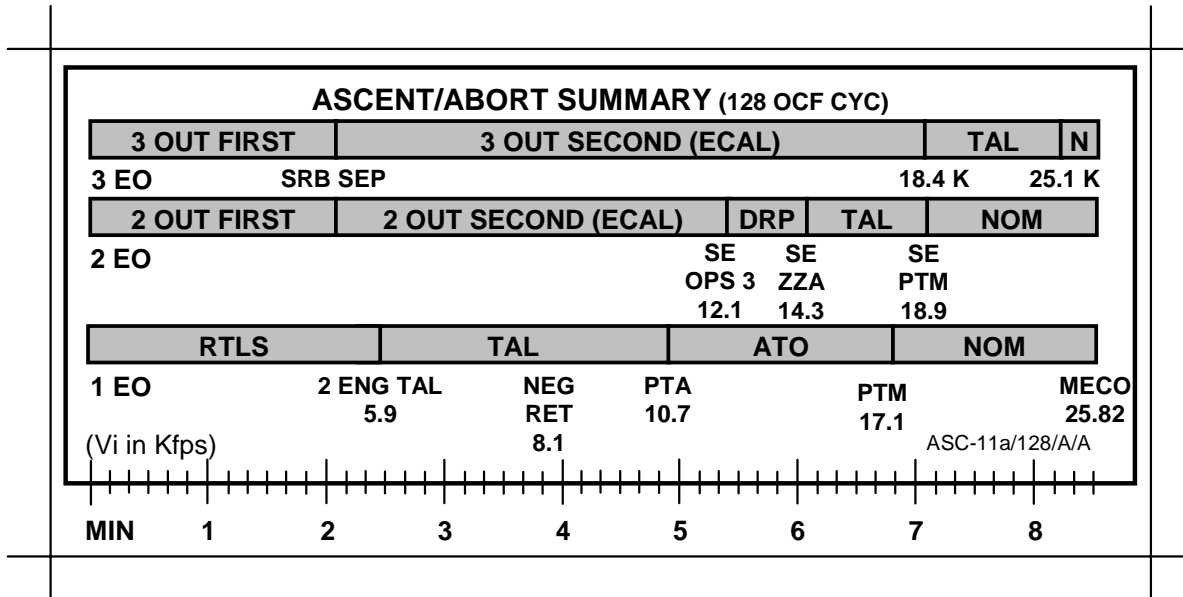 ASCENT/ABORT SUMMARY (128 OCF CYC)
3 OUT FIRST 3 OUT SECOND (ECAL) TAL N
3 EO SRB SEP 18.4 K 25.1 K
2 OUT FIRST 2 OUT SECOND (ECAL) DRP TAL NOM
2 EO SE SE SE
OPS 3 ZZA PTM
12.1 14.3 18.9
RTLS TAL ATO NOM
1 EO 2 ENG TAL NEG PTA PTM MECO
5.9 RET 10.7 17.1 25.82
(Vi in Kfps) 8.1 ASC-11a/128/A/A
MIN 1 2 3 4 5 6 7 8